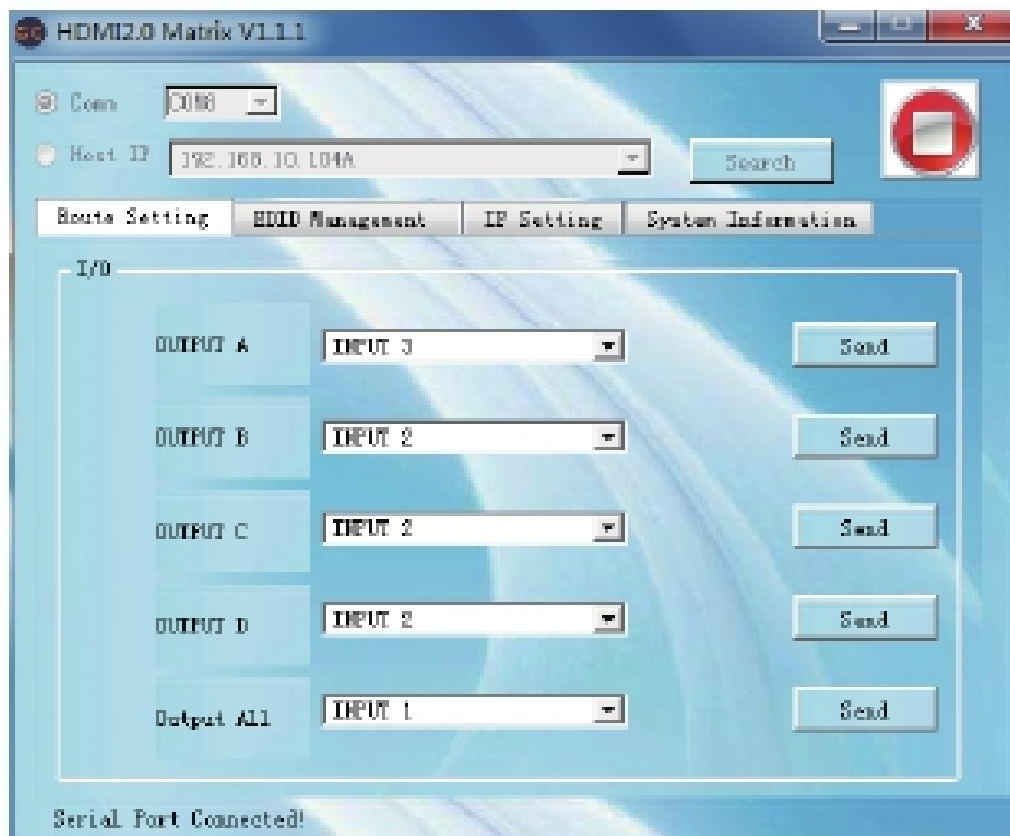 HDMI2.0 Matrix V1.1.1
Comm COM8
Host IP 192.168.10.104A Search
Route Setting EDID Management IP Setting System Information
I/O
OUTPUT A INPUT 3 Send
OUTPUT B INPUT 2 Send
OUTPUT C INPUT 2 Send
OUTPUT D INPUT 2 Send
Output All INPUT 1 Send
Serial Port Connected!